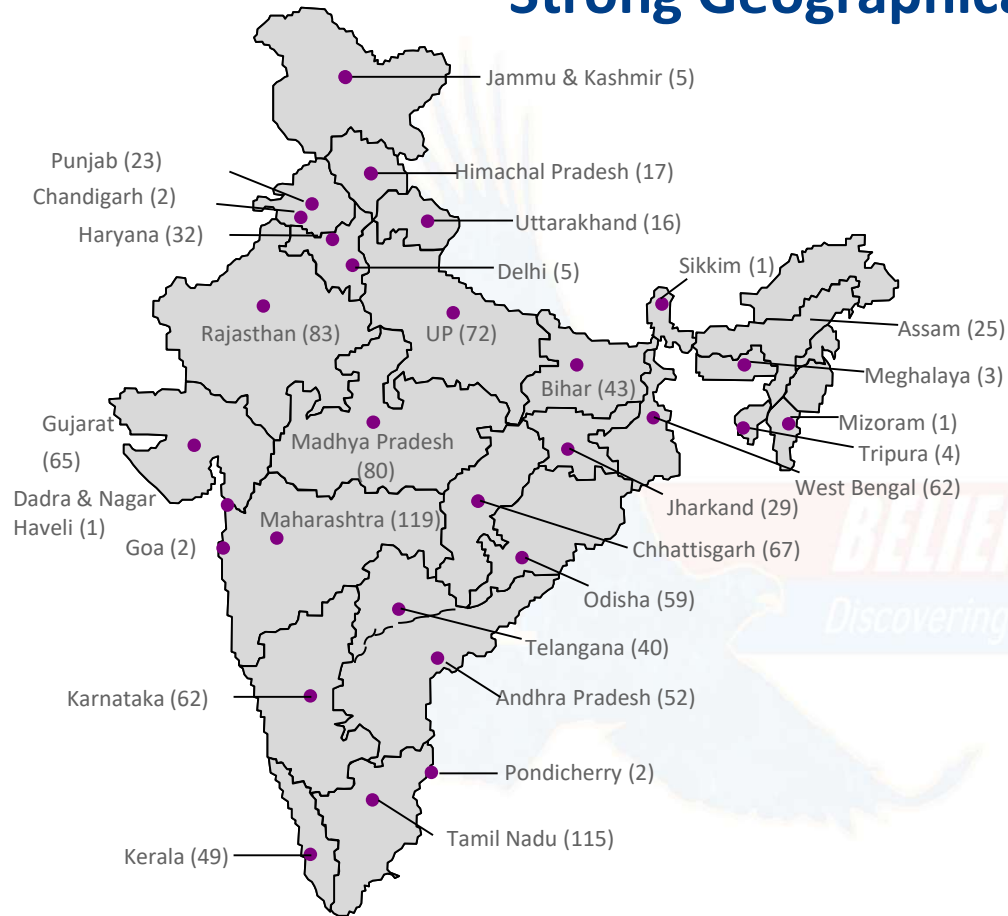 Strong Geographica
Jammu & Kashmir (5)
Punjab (23)
Himachal Pradesh (17)
Chandigarh (2)
Uttarakhand (16)
Haryana (32)
Delhi (5)
Sikkim (1)
Rajasthan (83)
UP (72)
Assam (25)
Bihar (43)
Meghalaya (3)
Gujarat
(65)
Madhya Pradesh
(80)
Mizoram (1)
Tripura (4)
West Bengal (62)
Dadra & Nagar
Haveli (1)
Jharkand (29)
Maharashtra (119)
Goa (2)
Chhattisgarh (67)
BELIE
Odisha (59)
Discovering
Telangana (40)
Karnataka (62)
Andhra Pradesh (52)
Pondicherry (2)
Tamil Nadu (115)
Kerala (49)